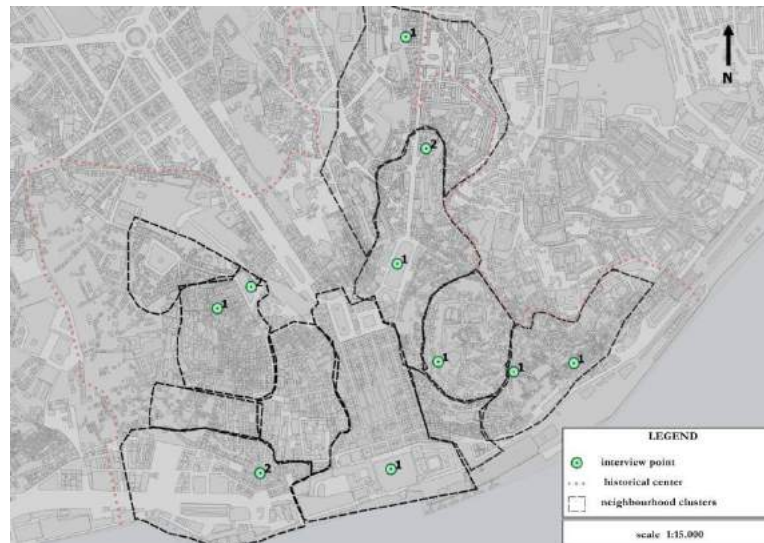 1
N
2
1
2
1
1
1
1
2
1
LEGEND
interview point
historical center
neighbourhood clusters
scale 1:15.000